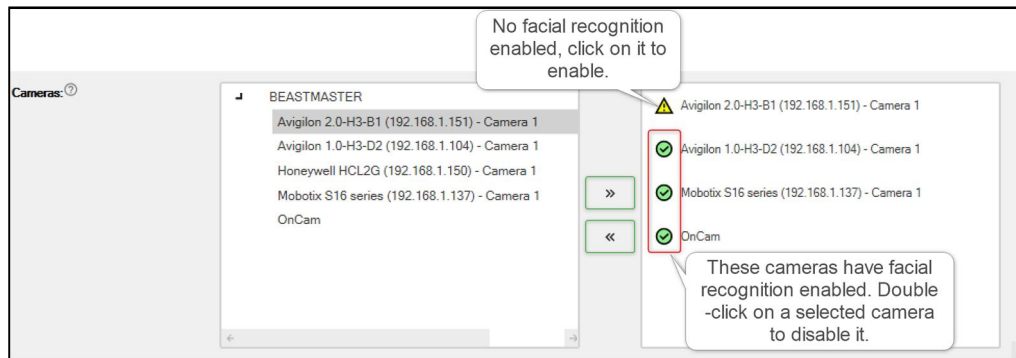 No facial recognition
enabled, click on it to
enable.
Cameras:?
BEASTMASTER
Avigilon 2.0-H3-B1 (192.168.1.151) - Camera 1
Avigilon 1.0-H3-D2 (192.168.1.104) - Camera 1
Honeywell HCL2G (192.168.1.150) - Camera 1
Mobotix S16 series (192.168.1.137) - Camera 1
OnCam
»
«
Avigilon 2.0-H3-B1 (192.168.1.151) - Camera 1
Avigilon 1.0-H3-D2 (192.168.1.104) - Camera 1
Mobotix S16 series (192.168.1.137) - Camera 1
OnCam
These cameras have facial
recognition enabled. Double
-click on a selected camera
to disable it.